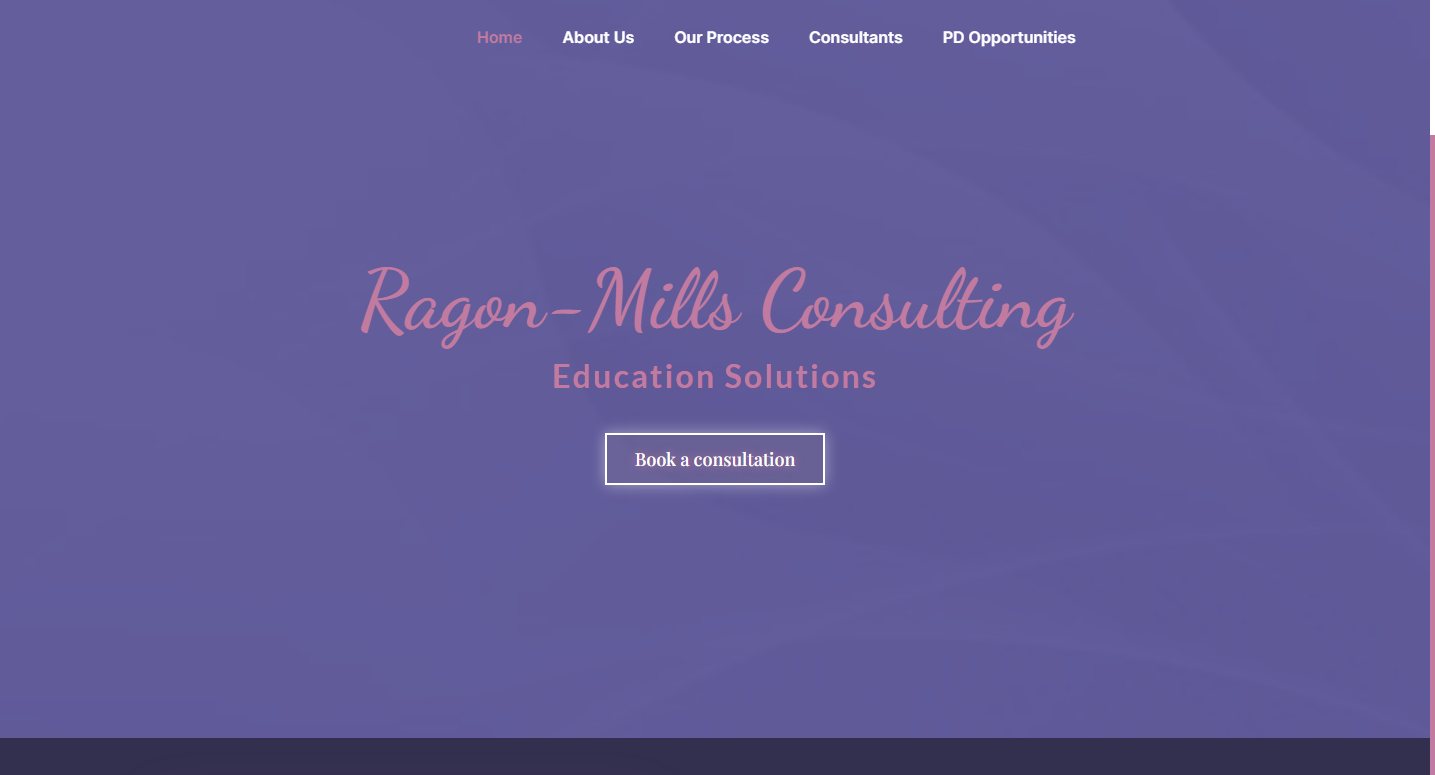 Home About Us Our Process Consultants PD Opportunities
Ragon-Mills Consulting
Education Solutions
Book a consultation